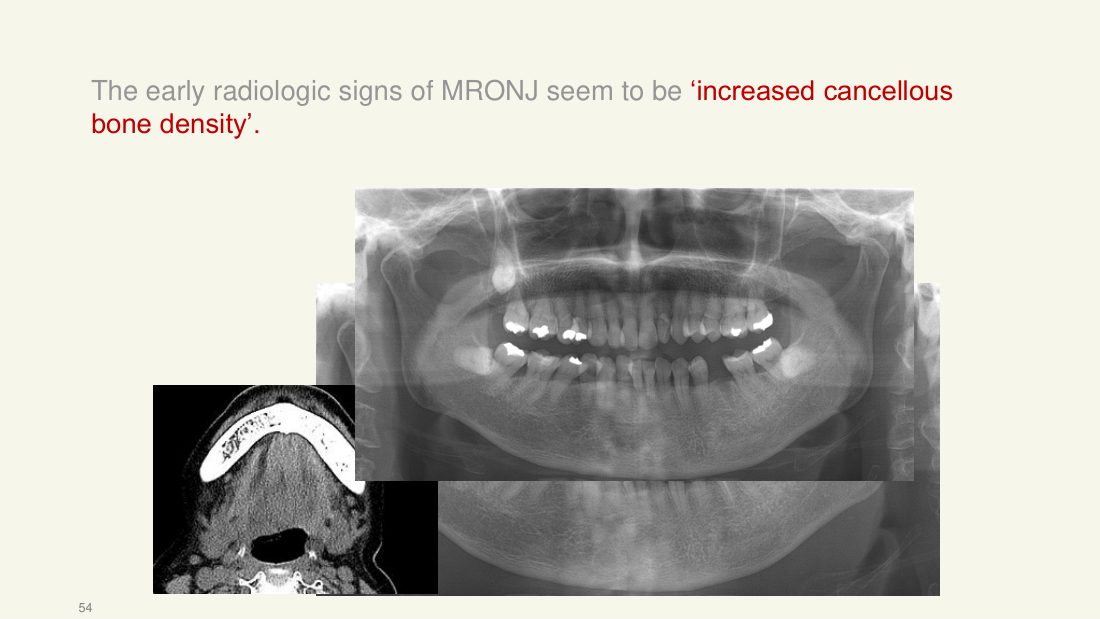 The early radiologic signs of MRONJ seem to be ‘increased cancellous
bone density’.
54